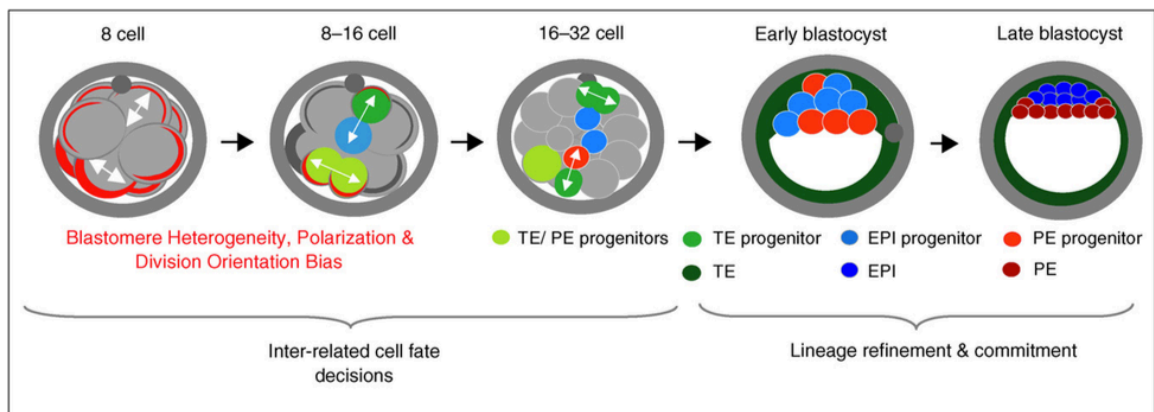 8 cell
8–16 cell
16–32 cell
Early blastocyst
Late blastocyst
Blastomere Heterogeneity, Polarization &
Division Orientation Bias
TE/ PE progenitors
TE progenitor
EPI progenitor
PE progenitor
TE
EPI
PE
Inter-related cell fate
decisions
Lineage refinement & commitment